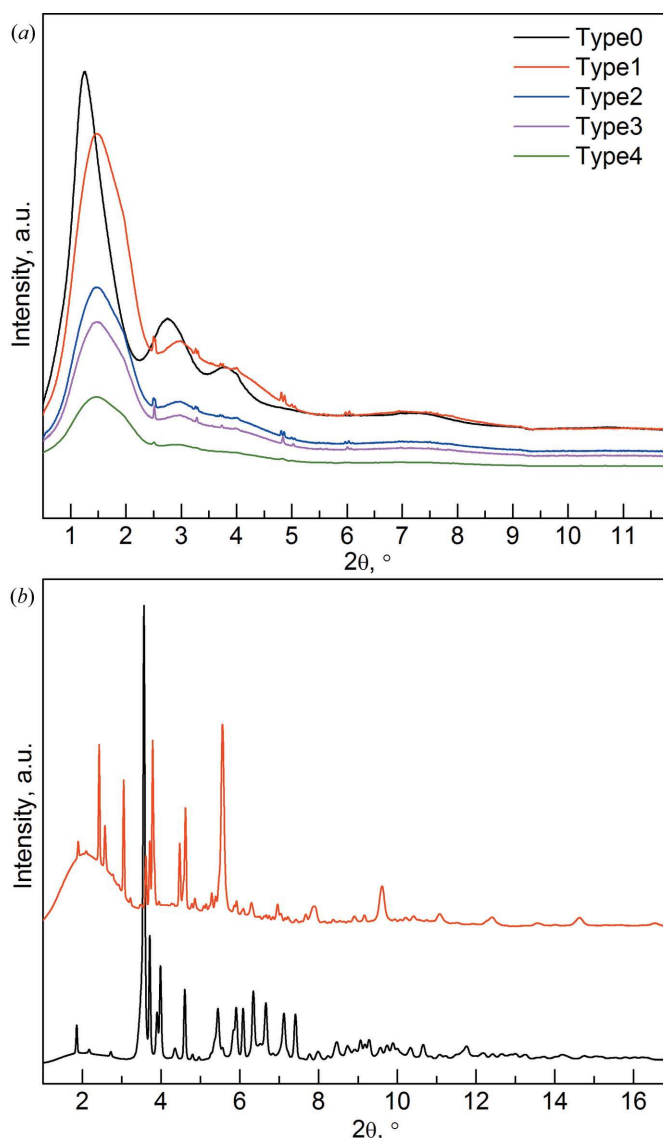 (a)
Type0
Type1
Type2
Type3
Type4
Intensity, a.u.
1 2 3 4 5 6 7 8 9 10 11
2θ, °
(b)
Intensity, a.u.
2 4 6 8 10 12 14 16
2θ, °